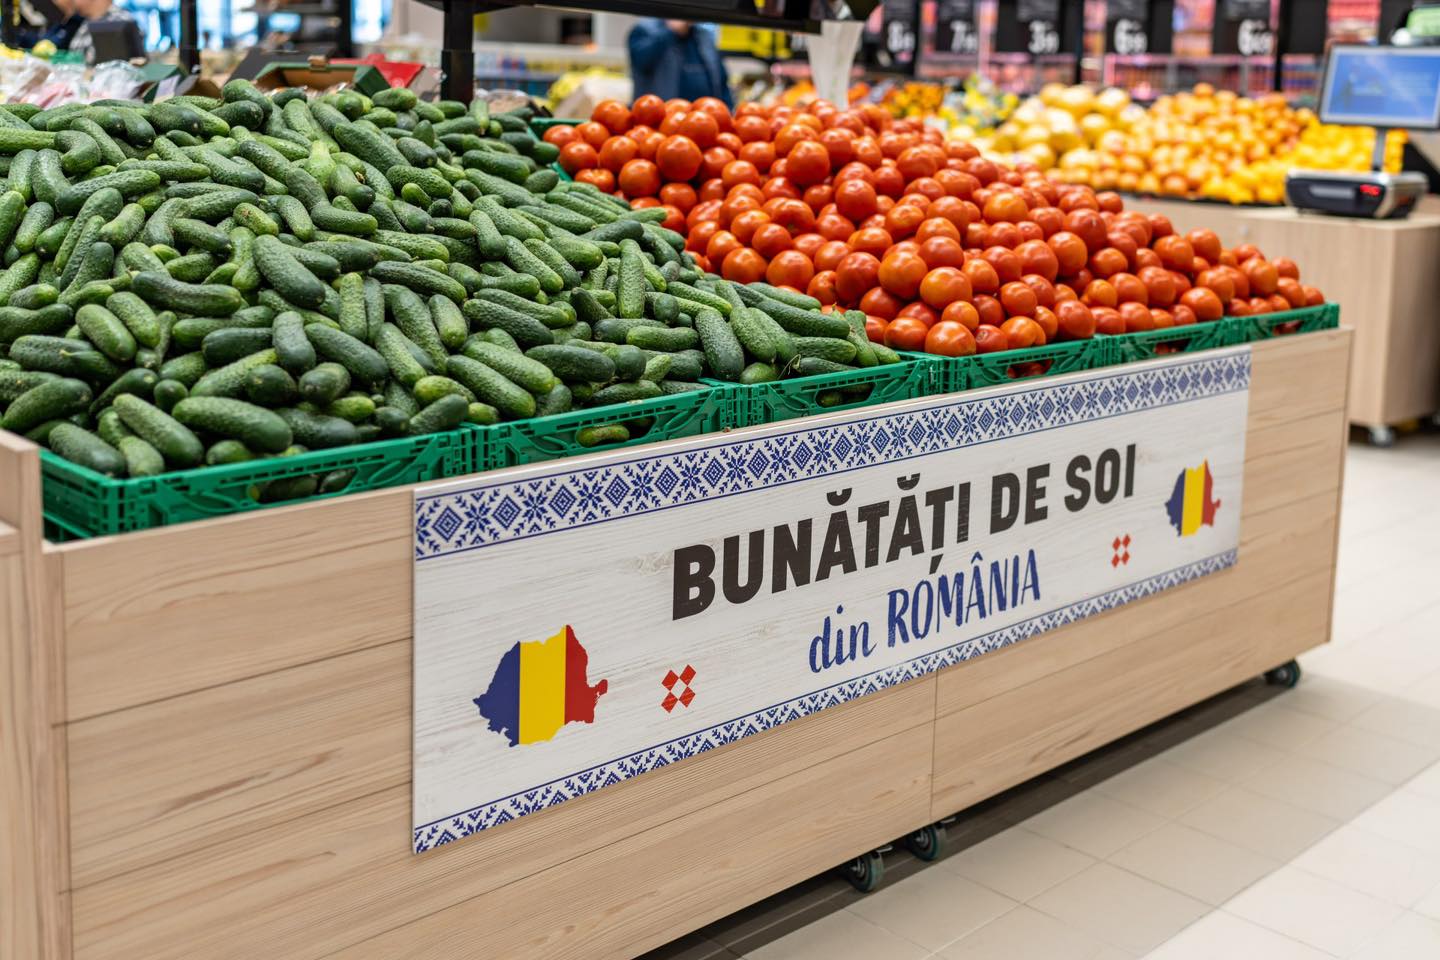 BUNĂTĂȚI DE SOI
din ROMÂNIA